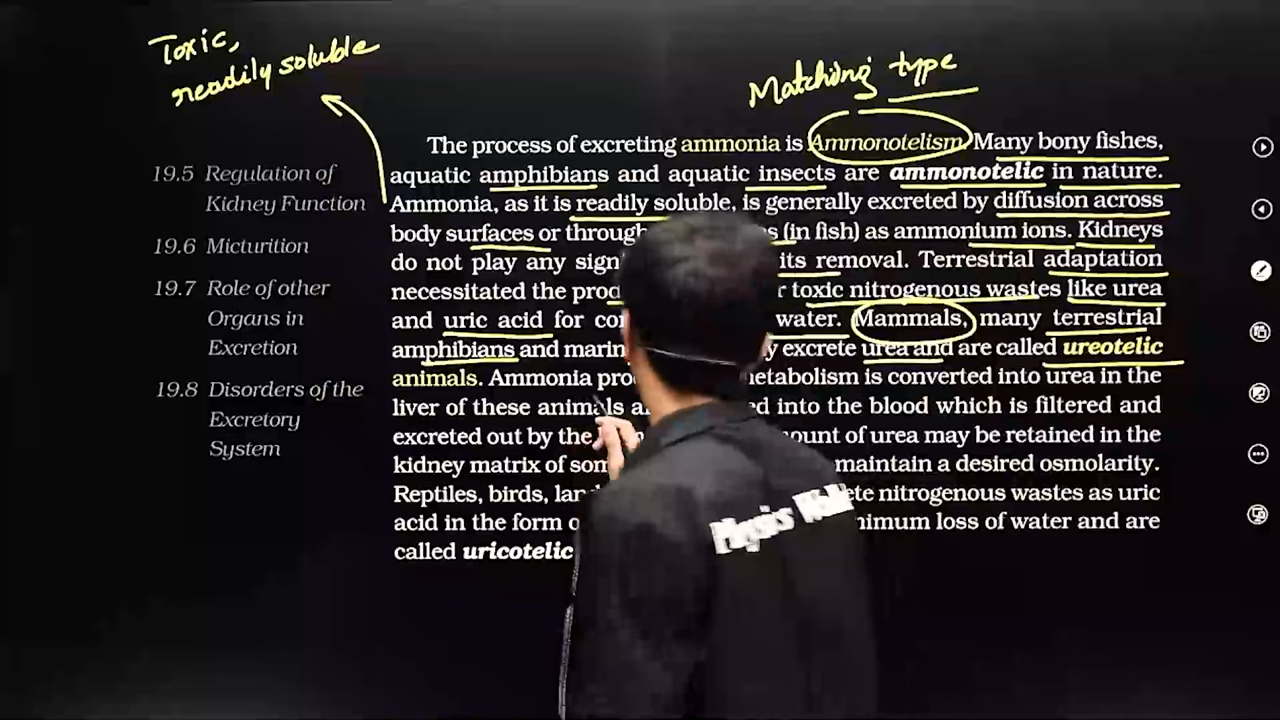 Toxic,
readily soluble
Matching type
The process of excreting ammonia is Ammonotelism. Many bony fishes,
aquatic amphibians and aquatic insects are ammonotelic in nature.
Ammonia, as it is readily soluble, is generally excreted by diffusion across
body surfaces or through (in fish) as ammonium ions. Kidneys
do not play any its removal. Terrestrial adaptation
necessitated the toxic nitrogenous wastes like urea
and uric acid for water. Mammals, many terrestrial
amphibians and excrete urea and are called ureotelic
animals. Ammonia metabolism is converted into urea in the
liver of these animals into the blood which is filtered and
excreted out by the of urea may be retained in the
kidney matrix of maintain a desired osmolarity.
Reptiles, birds, nitrogenous wastes as uric
acid in the form loss of water and are
called uricotelic
19.5 Regulation of
Kidney Function
19.6 Micturition
19.7 Role of other
Organs in
Excretion
19.8 Disorders of the
Excretory
System
Physics Wallah